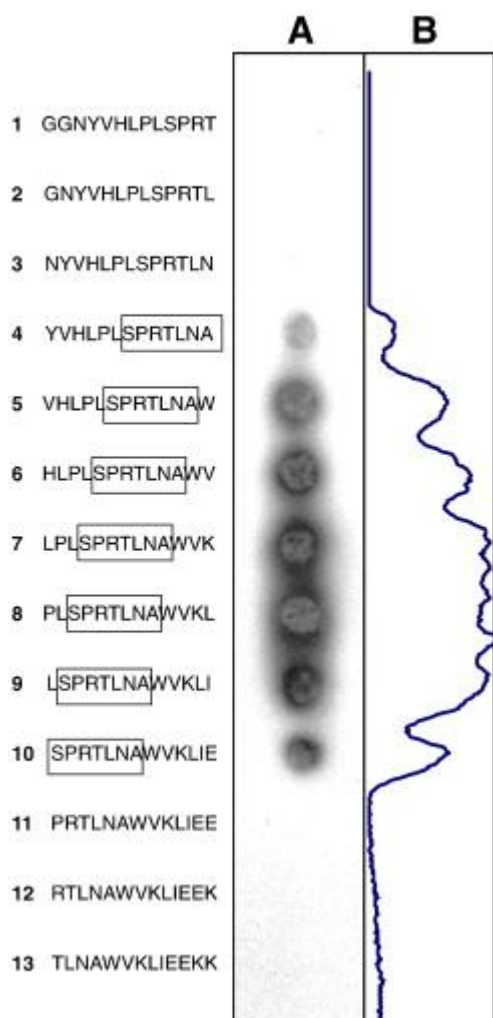 A B
1 GGNYVHLPLSPRT
2 GNYVHLPLSPRTL
3 NYVHLPLSPRTLN
4 YVHLPLSPRTLNA
5 VHLPLSPRTLNAW
6 HLPLSPRTLNAWV
7 LPLSPRTLNAWVK
8 PLSPRTLNAWVKL
9 LSPRTLNAWVKLI
10 SPRTLNAWVKLIE
11 PRTLNAWVKLIEE
12 RTLNAWVKLIEEK
13 TLNAWVKLIEEKK